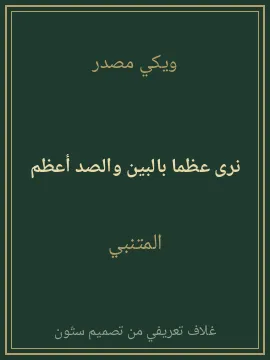 ويكي مصدر
نرى عظما بالبين والصد أعظم
المتنبي
غلاف تعريفي من تصميم سثون